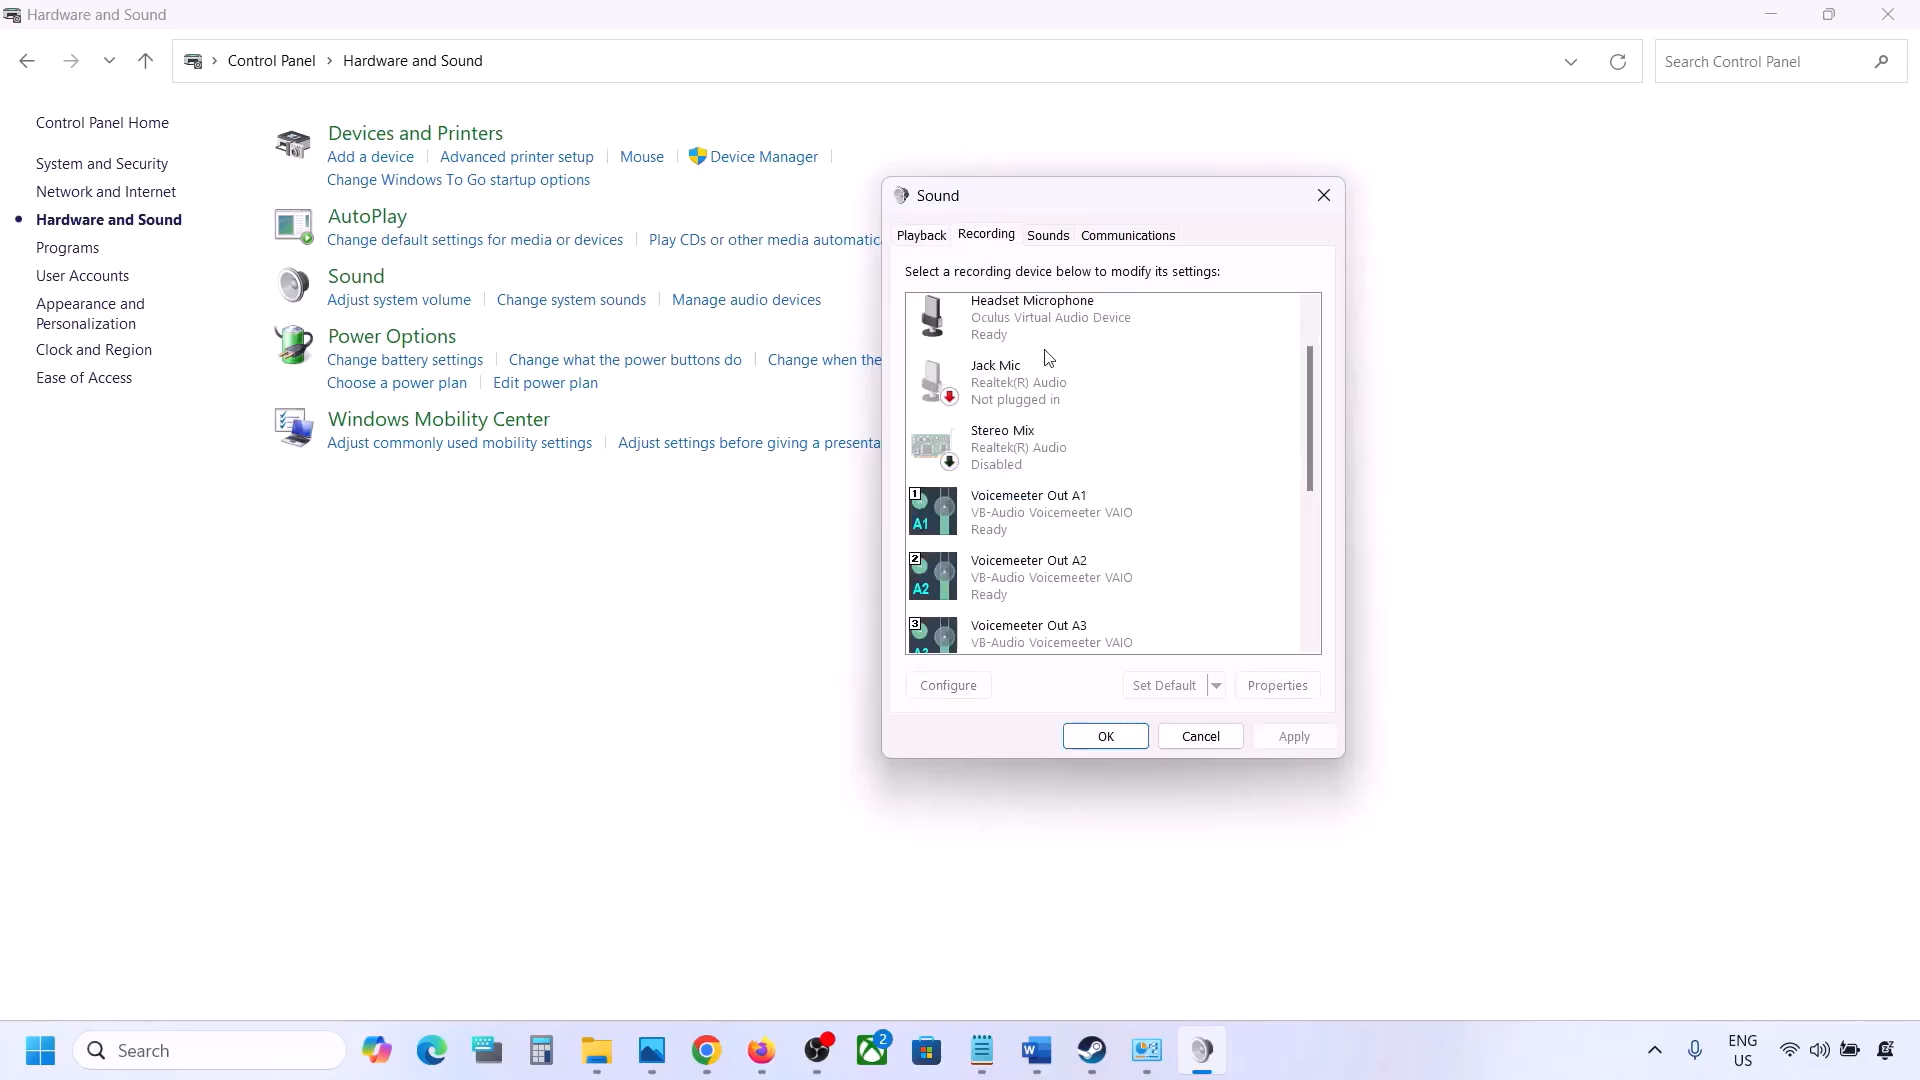 Hardware and Sound
Control Panel > Hardware and Sound
Search Control Panel
Control Panel Home
System and Security
Network and Internet
Hardware and Sound
Programs
User Accounts
Appearance and
Personalization
Clock and Region
Ease of Access
Devices and Printers
Add a device | Advanced printer setup | Mouse | Device Manager |
Change Windows To Go startup options
AutoPlay
Change default settings for media or devices | Play CDs or other media automatic
Sound
Adjust system volume | Change system sounds | Manage audio devices
Power Options
Change battery settings | Change what the power buttons do | Change when the
Choose a power plan | Edit power plan
Windows Mobility Center
Adjust commonly used mobility settings | Adjust settings before giving a presenta
Sound
Playback Recording Sounds Communications
Select a recording device below to modify its settings:
Headset Microphone
Oculus Virtual Audio Device
Ready
Jack Mic
Realtek(R) Audio
Not plugged in
Stereo Mix
Realtek(R) Audio
Disabled
1
A1
Voicemeeter Out A1
VB-Audio Voicemeeter VAIO
Ready
2
A2
Voicemeeter Out A2
VB-Audio Voicemeeter VAIO
Ready
3
A3
Voicemeeter Out A3
VB-Audio Voicemeeter VAIO
Configure Set Default Properties
OK Cancel Apply
Search
2
ENG
US